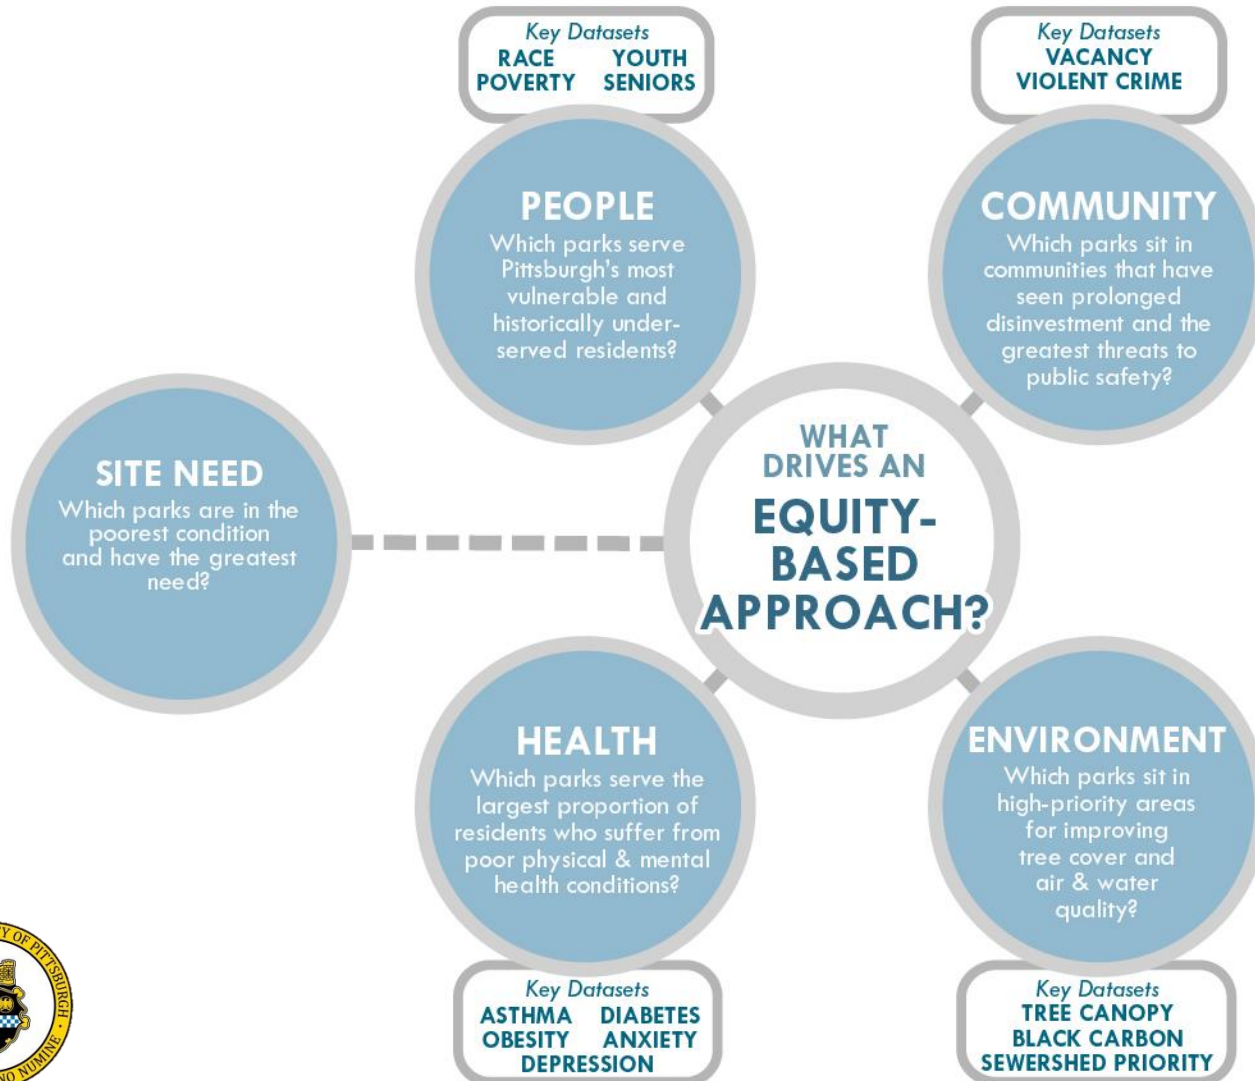 Key Datasets
RACE YOUTH
POVERTY SENIORS
PEOPLE
Which parks serve
Pittsburgh's most
vulnerable and
historically under-
served residents?
Key Datasets
VACANCY
VIOLENT CRIME
COMMUNITY
Which parks sit in
communities that have
seen prolonged
disinvestment and the
greatest threats to
public safety?
SITE NEED
Which parks are in the
poorest condition
and have the greatest
need?
WHAT
DRIVES AN
EQUITY-
BASED
APPROACH?
HEALTH
Which parks serve the
largest proportion of
residents who suffer from
poor physical & mental
health conditions?
Key Datasets
ASTHMA DIABETES
OBESITY ANXIETY
DEPRESSION
ENVIRONMENT
Which parks sit in
high-priority areas
for improving
tree cover and
air & water
quality?
Key Datasets
TREE CANOPY
BLACK CARBON
SEWERSHED PRIORITY
OF PITTSBURGH
NUMINE